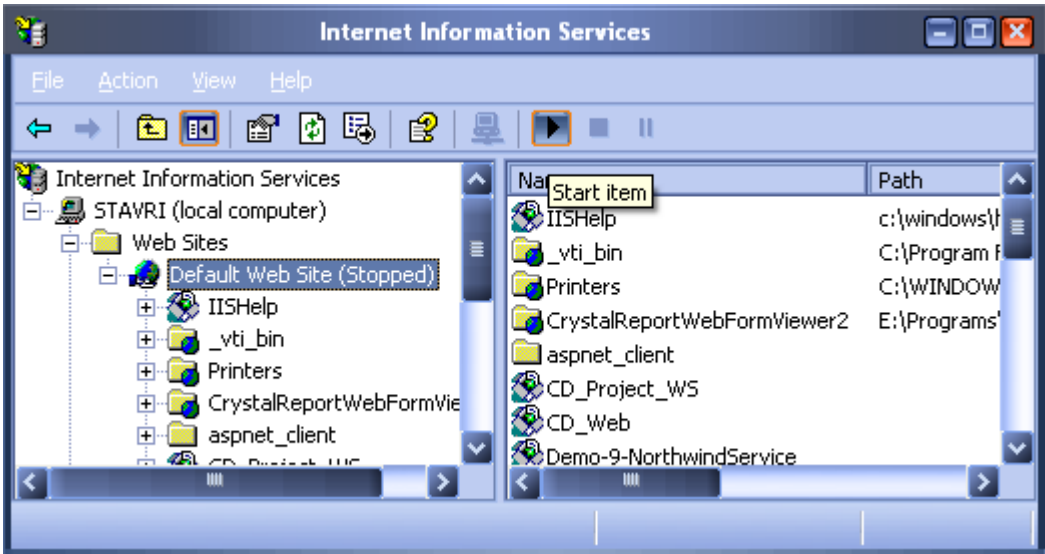 Internet Information Services
File Action View Help
Internet Information Services
STAVRI (local computer)
Web Sites
Default Web Site (Stopped)
IISHelp
_vti_bin
Printers
CrystalReportWebFormVie
aspnet_client
CD_Project_WS
Na Path
Start item
IISHelp c:\windows\h
_vti_bin C:\Program F
Printers C:\WINDOW
CrystalReportWebFormViewer2 E:\Programs'
aspnet_client
CD_Project_WS
CD_Web
Demo-9-NorthwindService